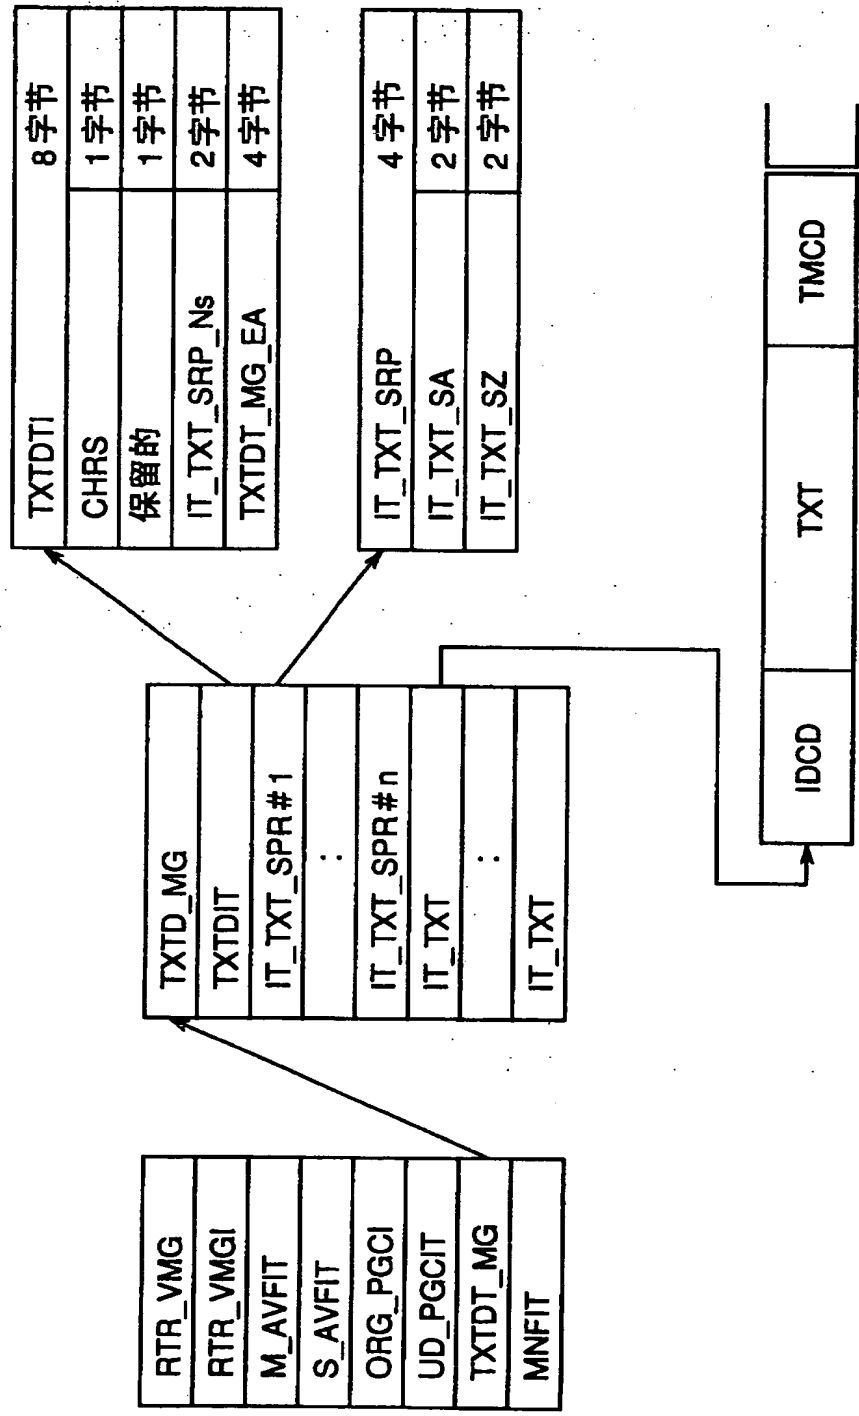 RTR_VMG
RTR_VMGI
M_AVFIT
S_AVFIT
ORG_PGCI
UD_PGCIT
TXTDT_MG
MNFIT
TXTD_MG
TXTDIT
IT_TXT_SPR#1
:
IT_TXT_SPR#n
IT_TXT
:
IT_TXT
TXTDTI 8字节
CHRS 1字节
保留的 1字节
IT_TXT_SRP_Ns 2字节
TXTDT_MG_EA 4字节
IT_TXT_SRP 4字节
IT_TXT_SA 2字节
IT_TXT_SZ 2字节
IDCD TXT TMCD